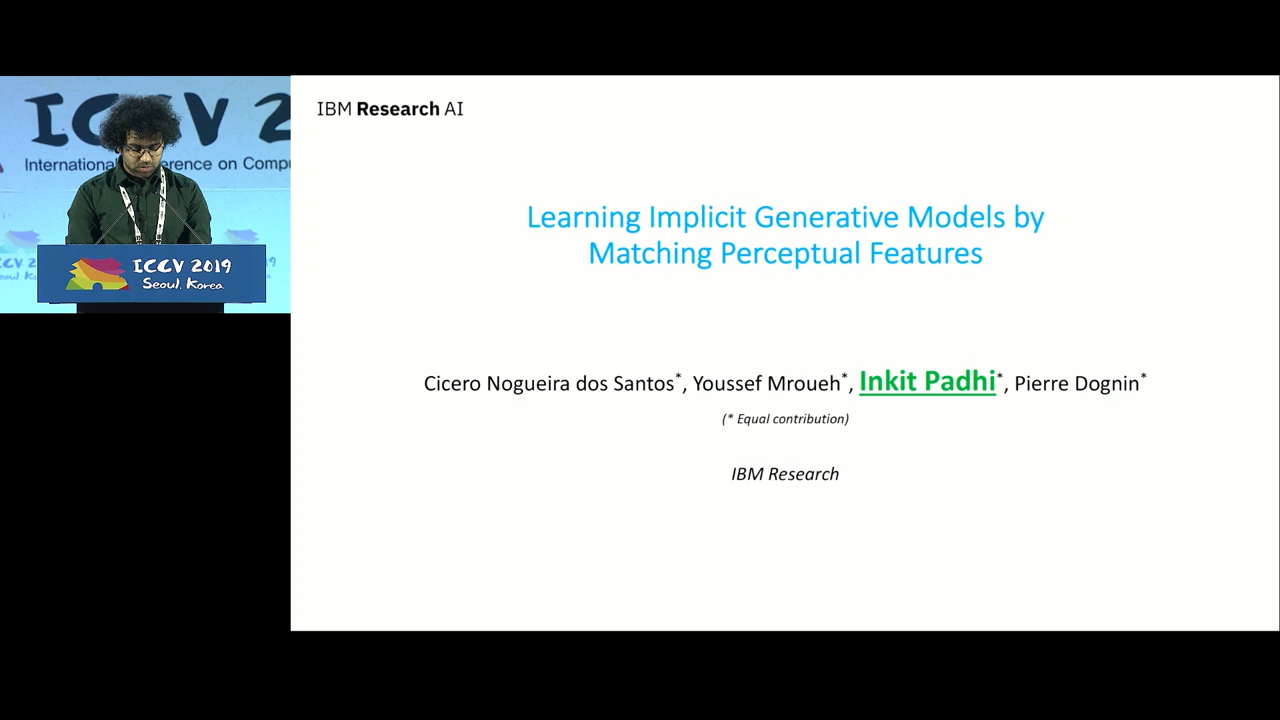 ICCV 2
International Conference on Compu
ICCV 2019
Seoul, Korea
IBM Research AI
Learning Implicit Generative Models by
Matching Perceptual Features
Cicero Nogueira dos Santos*, Youssef Mroueh*, Inkit Padhi*, Pierre Dognin*
(* Equal contribution)
IBM Research